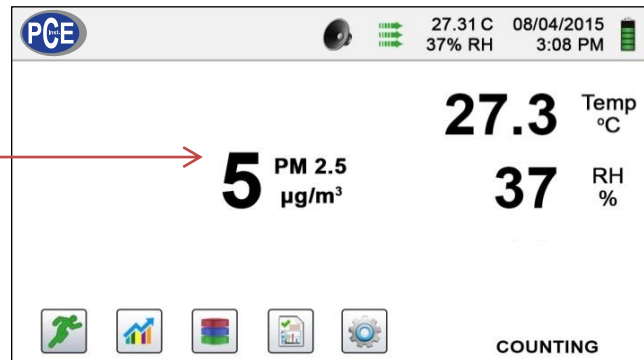 PCE
Inst.
27.31 C 08/04/2015
37% RH 3:08 PM
27.3 Temp
ºC
5 PM 2.5
µg/m³
37 RH
%
COUNTING